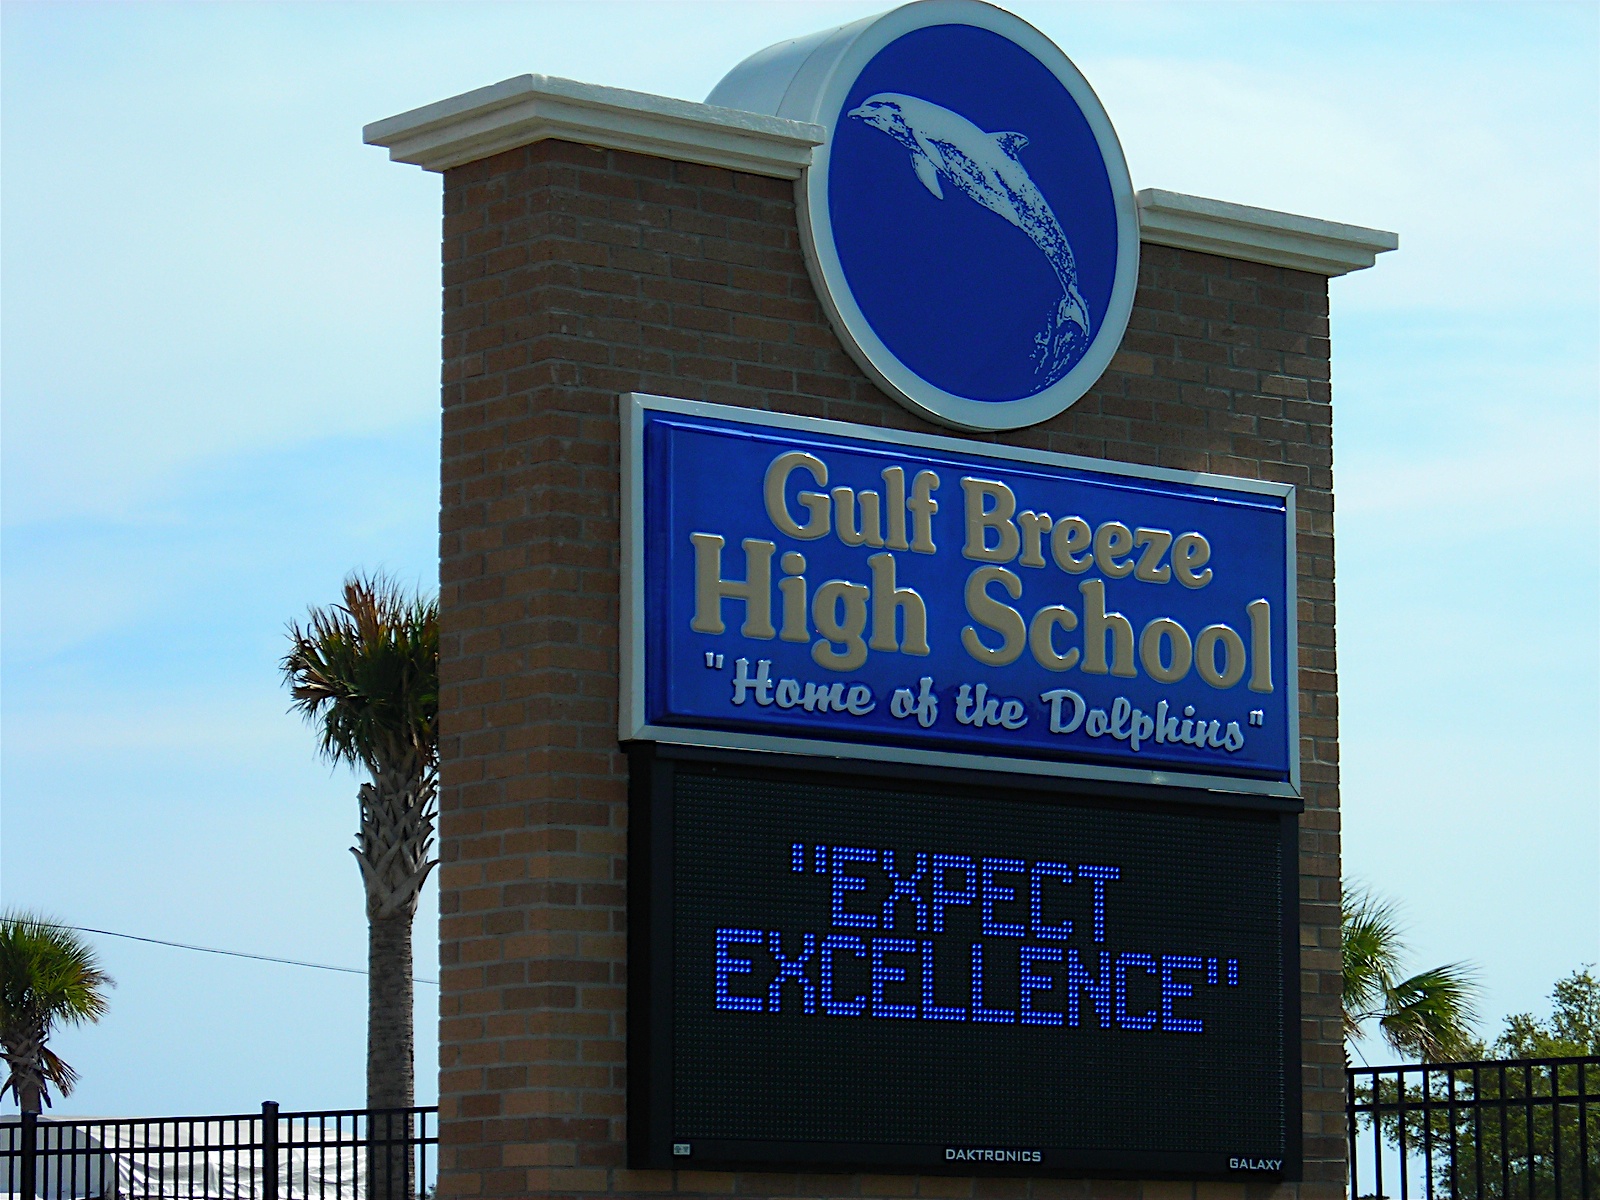 Gulf Breeze
High School
"Home of the Dolphins"
"EXPECT
EXCELLENCE"
DAKTRONICS
GALAXY